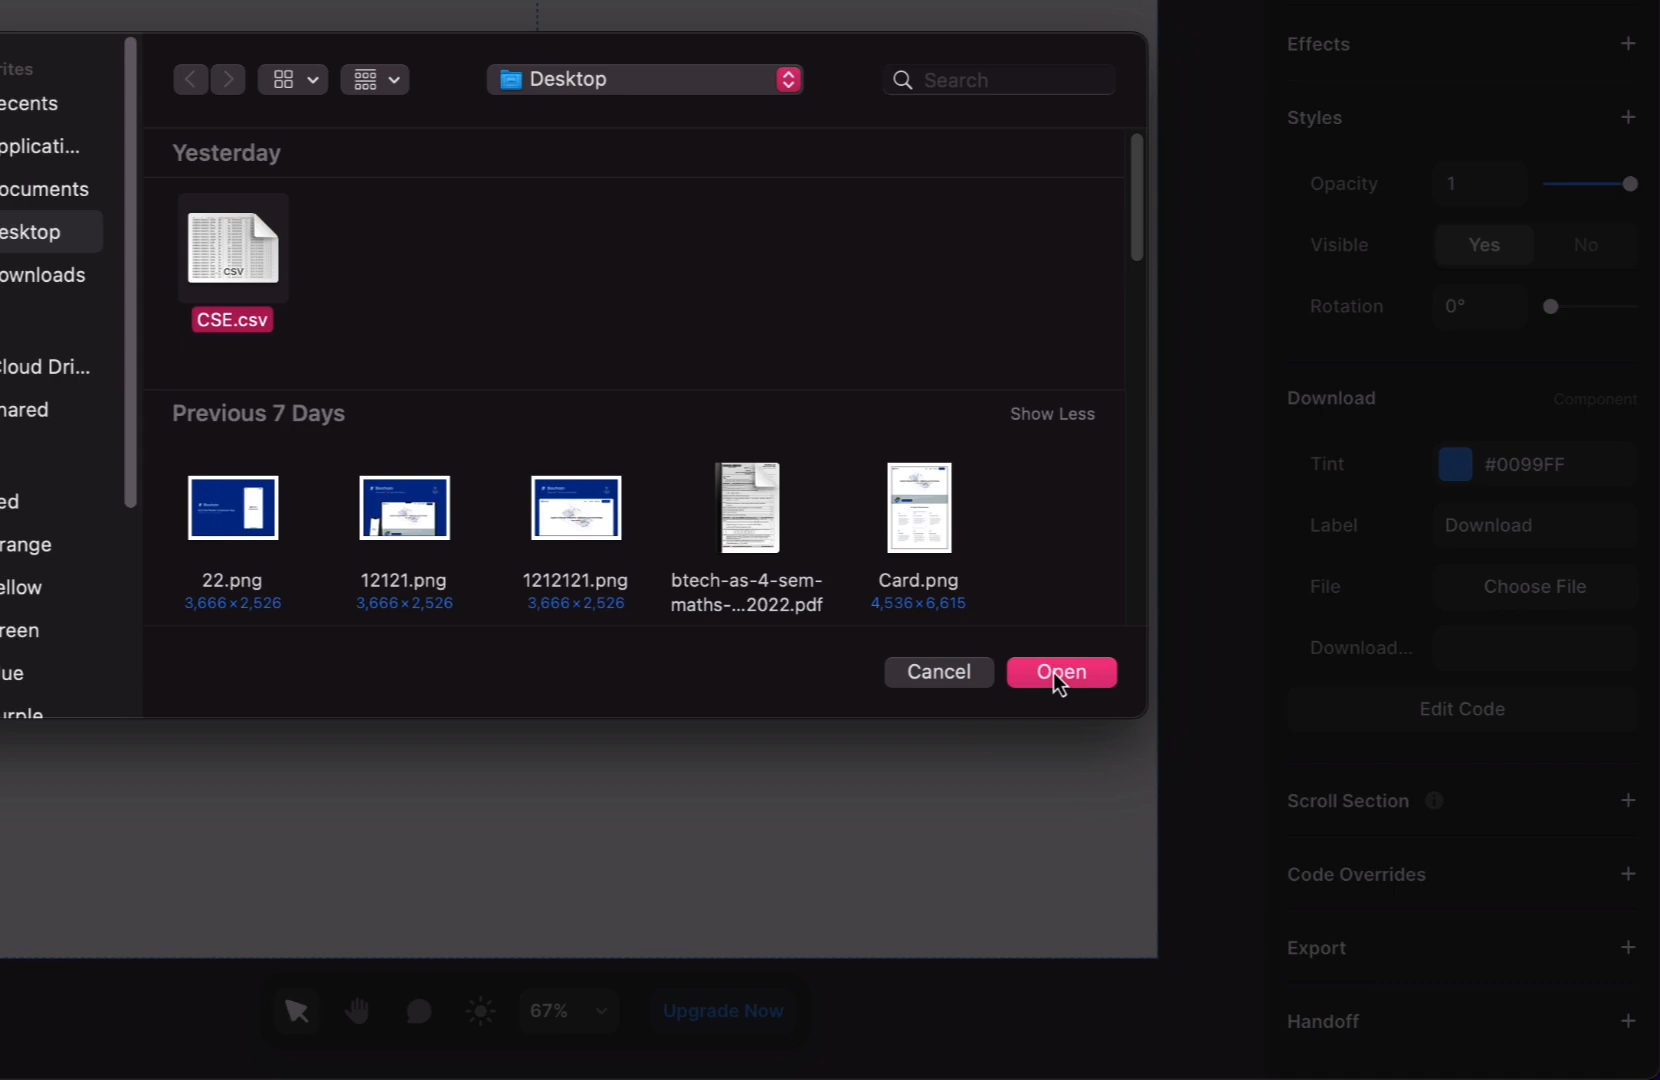 rites
ecents
pplicati...
ocuments
esktop
ownloads
Cloud Dri...
hared
ed
range
ellow
reen
ue
urple
Desktop
Search
Yesterday
CSV
CSE.csv
Previous 7 Days
Show Less
22.png
3,666×2,526
12121.png
3,666×2,526
1212121.png
3,666×2,526
btech-as-4-sem-
maths-...2022.pdf
Card.png
4,536×6,615
Cancel
Open
67%
Upgrade Now
Effects
Styles
Opacity 1
Visible Yes No
Rotation 0°
Download Component
Tint #0099FF
Label Download
File Choose File
Download...
Edit Code
Scroll Section
Code Overrides
Export
Handoff